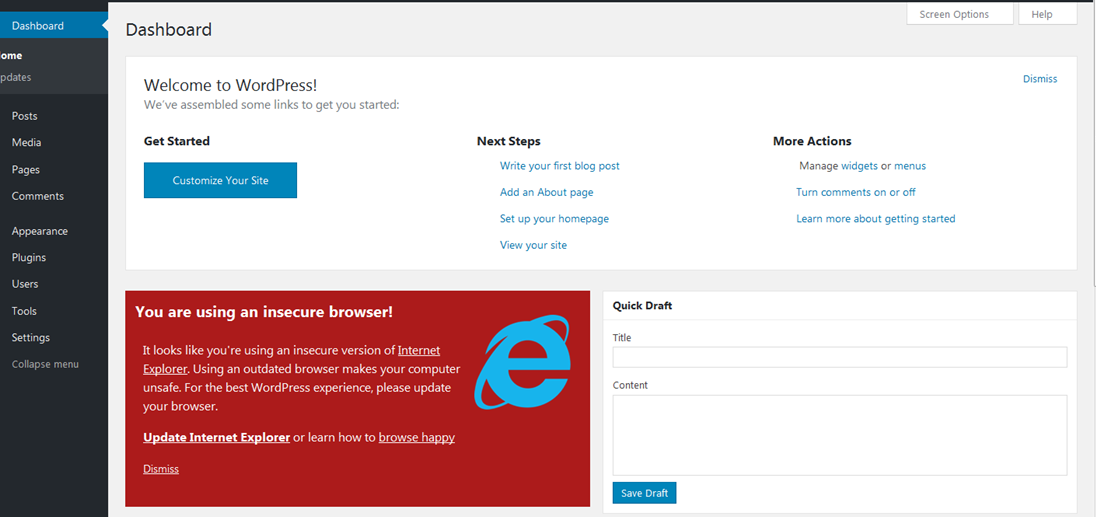 Dashboard
ome
pdates
Posts
Media
Pages
Comments
Appearance
Plugins
Users
Tools
Settings
Collapse menu
Screen Options
Help
Dashboard
Welcome to WordPress!
We've assembled some links to get you started:
Dismiss
Get Started
Customize Your Site
Next Steps
Write your first blog post
Add an About page
Set up your homepage
View your site
More Actions
Manage widgets or menus
Turn comments on or off
Learn more about getting started
You are using an insecure browser!
It looks like you're using an insecure version of Internet
Explorer. Using an outdated browser makes your computer
unsafe. For the best WordPress experience, please update
your browser.
Update Internet Explorer or learn how to browse happy
Dismiss
Quick Draft
Title
Content
Save Draft